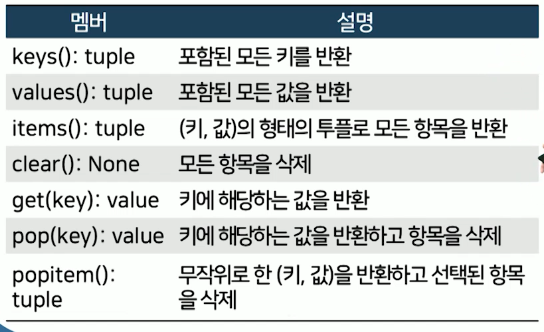 멤버 설명
keys(): tuple 포함된 모든 키를 반환
values(): tuple 포함된 모든 값을 반환
items(): tuple (키, 값)의 형태의 투플로 모든 항목을 반환
clear(): None 모든 항목을 삭제
get(key): value 키에 해당하는 값을 반환
pop(key): value 키에 해당하는 값을 반환하고 항목을 삭제
popitem(): 무작위로 한 (키, 값)을 반환하고 선택된 항목
tuple 을 삭제